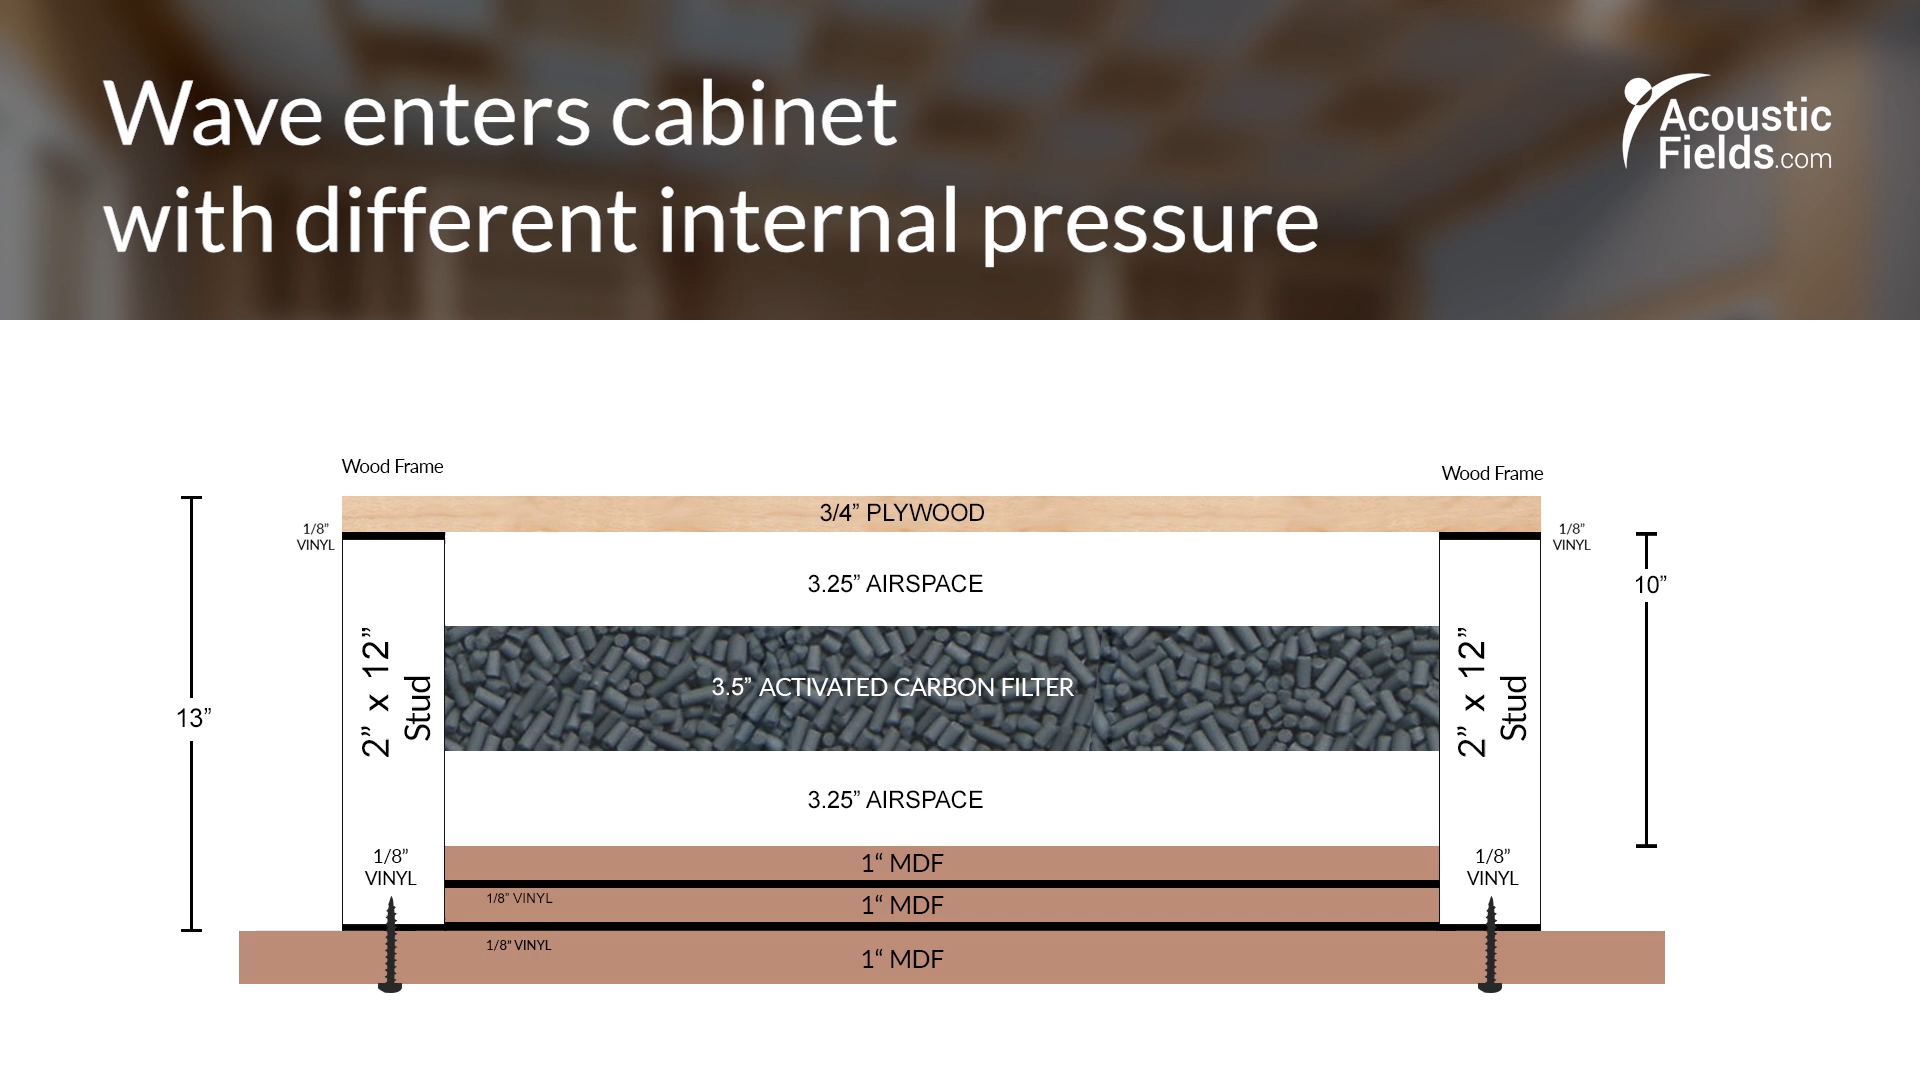 Wave enters cabinet
with different internal pressure
Acoustic
Fields.com
Wood Frame
Wood Frame
3/4” PLYWOOD
1/8”
VINYL
1/8”
VINYL
3.25” AIRSPACE
10”
2” x 12”
Stud
3.5” ACTIVATED CARBON FILTER
2” x 12”
Stud
13”
3.25” AIRSPACE
1/8”
VINYL
1“ MDF
1/8”
VINYL
1/8” VINYL
1“ MDF
1/8” VINYL
1“ MDF